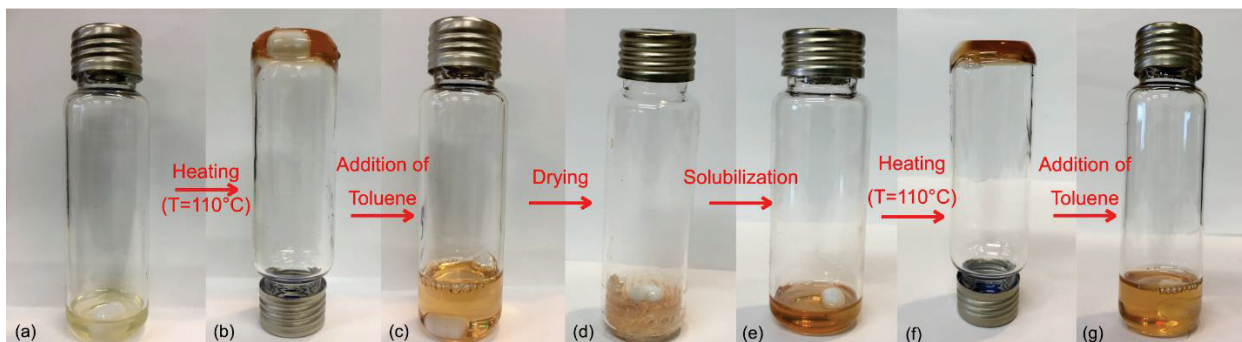 Heating
(T=110°C)
Addition of
Toluene
Drying
Solubilization
Heating
(T=110°C)
Addition of
Toluene
(a)
(b)
(c)
(d)
(e)
(f)
(g)